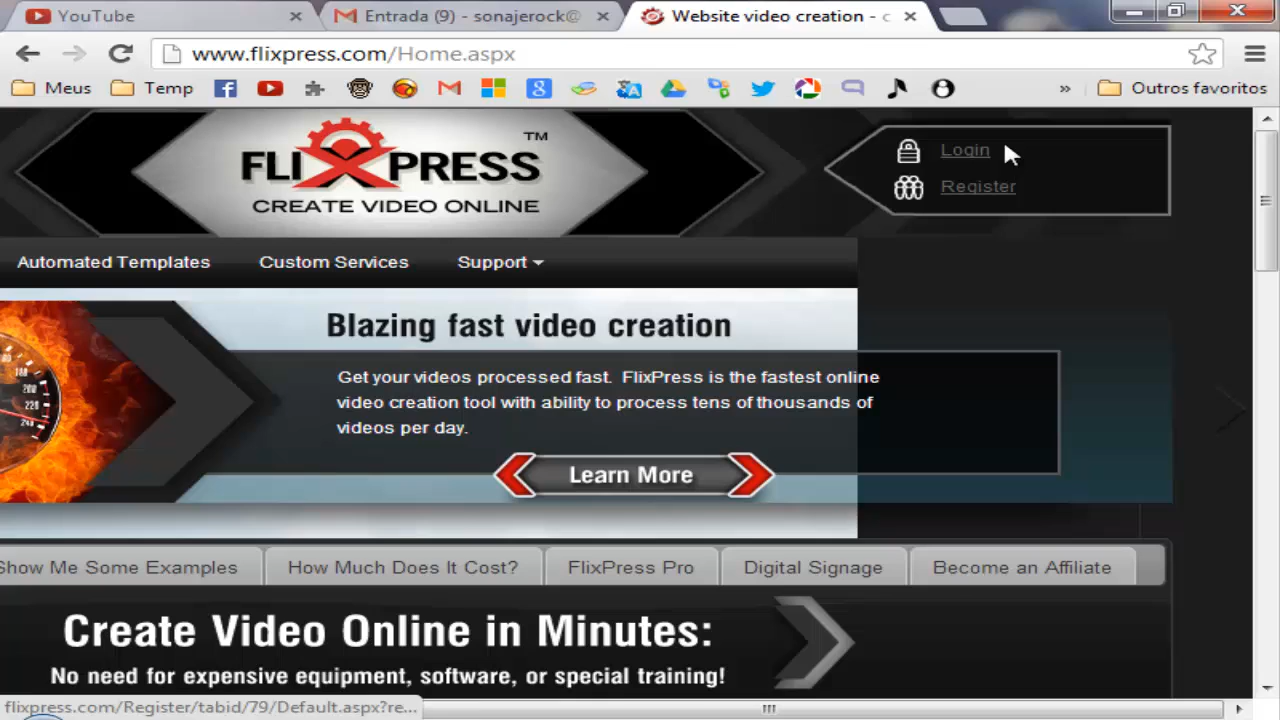 YouTube
Entrada (9) - sonajerock@
Website video creation - c
www.flixpress.com/Home.aspx
Meus
Temp
»
Outros favoritos
FLIXPRESS™
CREATE VIDEO ONLINE
Login
Register
Automated Templates
Custom Services
Support
Blazing fast video creation
Get your videos processed fast. FlixPress is the fastest online
video creation tool with ability to process tens of thousands of
videos per day.
Learn More
200
220
240
Show Me Some Examples
How Much Does It Cost?
FlixPress Pro
Digital Signage
Become an Affiliate
Create Video Online in Minutes:
No need for expensive equipment, software, or special training!
flixpress.com/Register/tabid/79/Default.aspx?re...